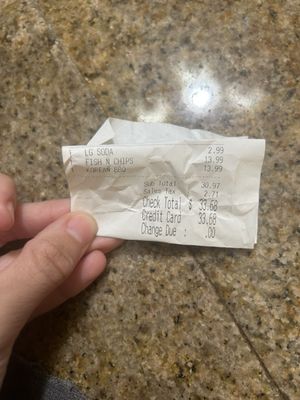 LG SODA 2.99
FISH N CHIPS 13.99
KOREAN BBQ 13.99
Sub Total 30.97
Sales Tax 2.71
Check Total $ 33.68
Credit Card 33.68
Change Due : .00